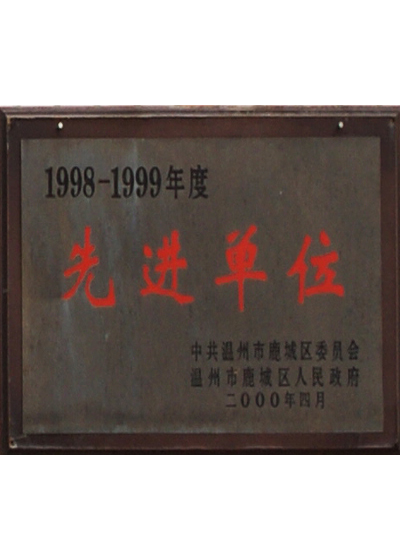 1998-1999年度
先进单位
中共温州市鹿城区委员会
温州市鹿城区人民政府
二000年四月